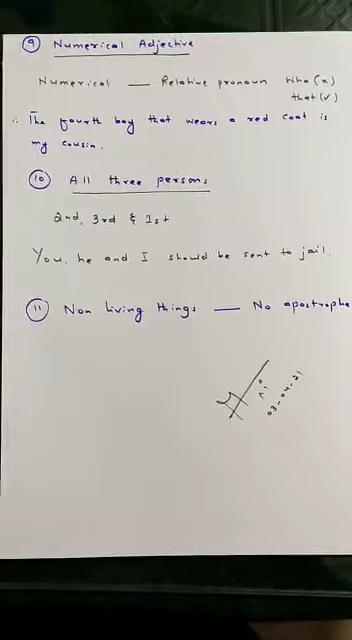 9 Numerical Adjective
Numerical — Relative pronoun Who (x)
that (✓)
∴ The fourth boy that wears a red coat is
my cousin.
10 All three persons
2nd, 3rd & 1st
You, he and I should be sent to jail.
11 Non living things — No apostrophe
03-04-21